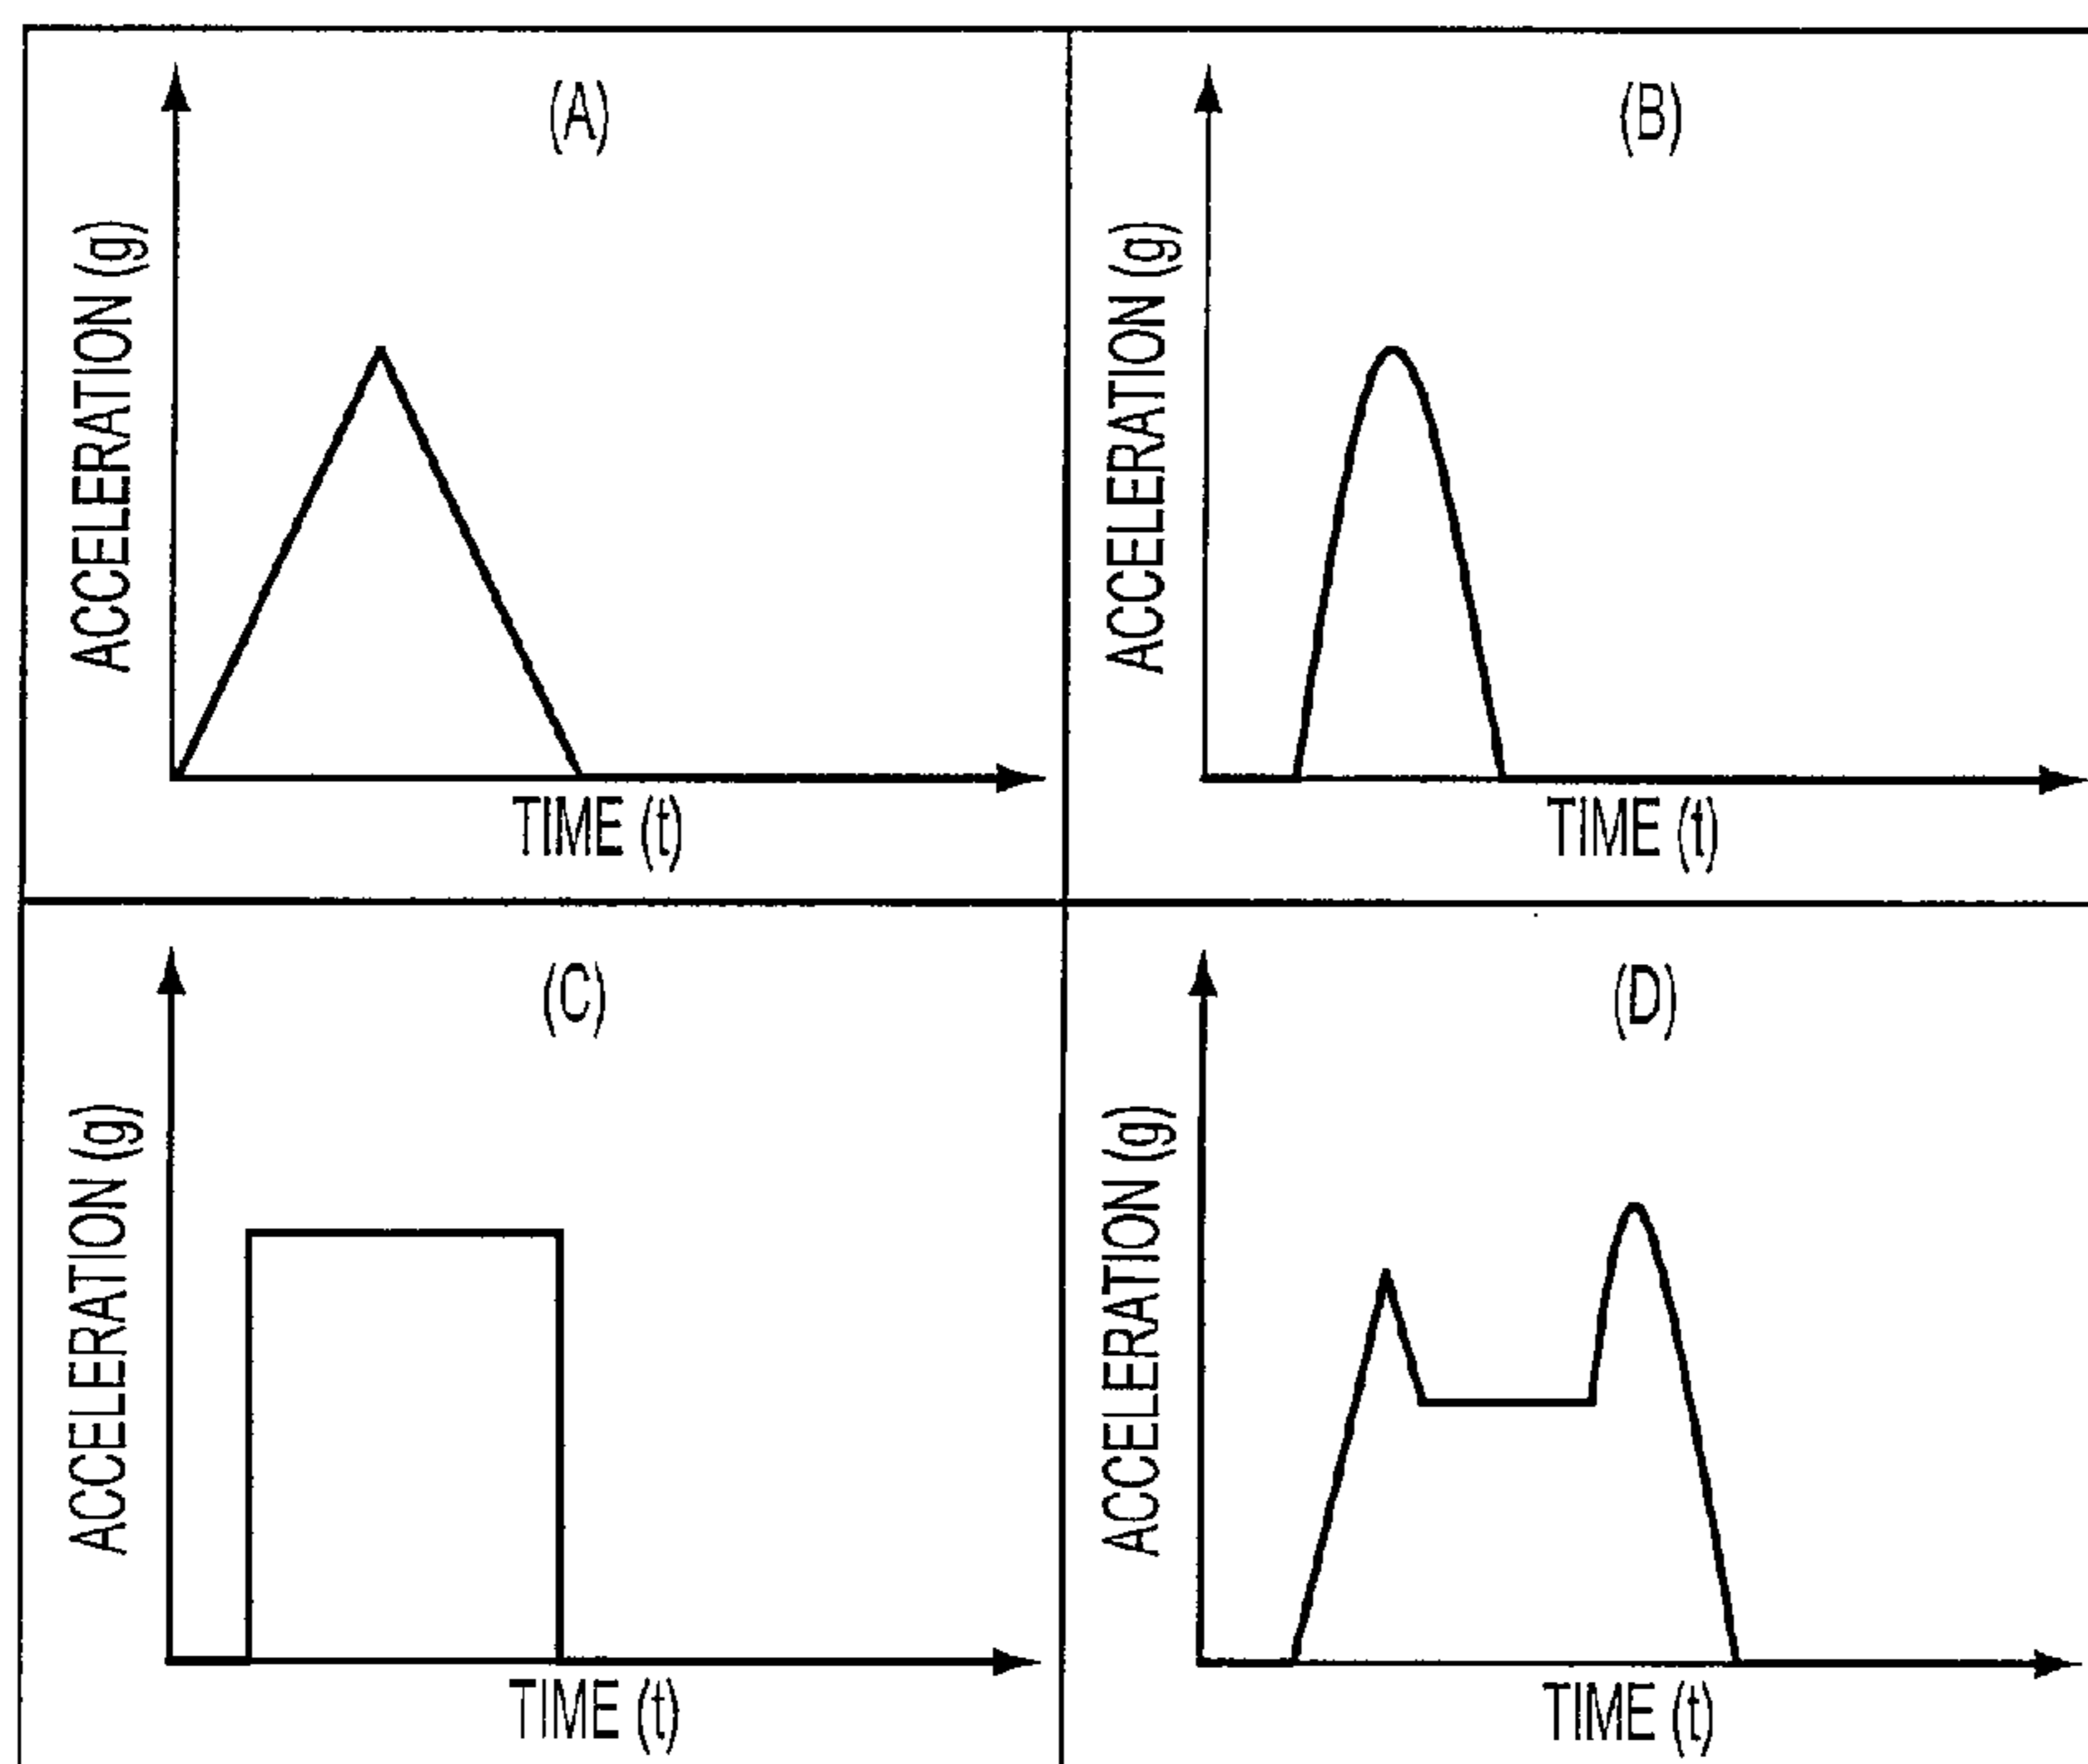 (A)
ACCELERATION (g)
TIME (t)
(B)
ACCELERATION (g)
TIME (t)
(C)
ACCELERATION (g)
TIME (t)
(D)
ACCELERATION (g)
TIME (t)